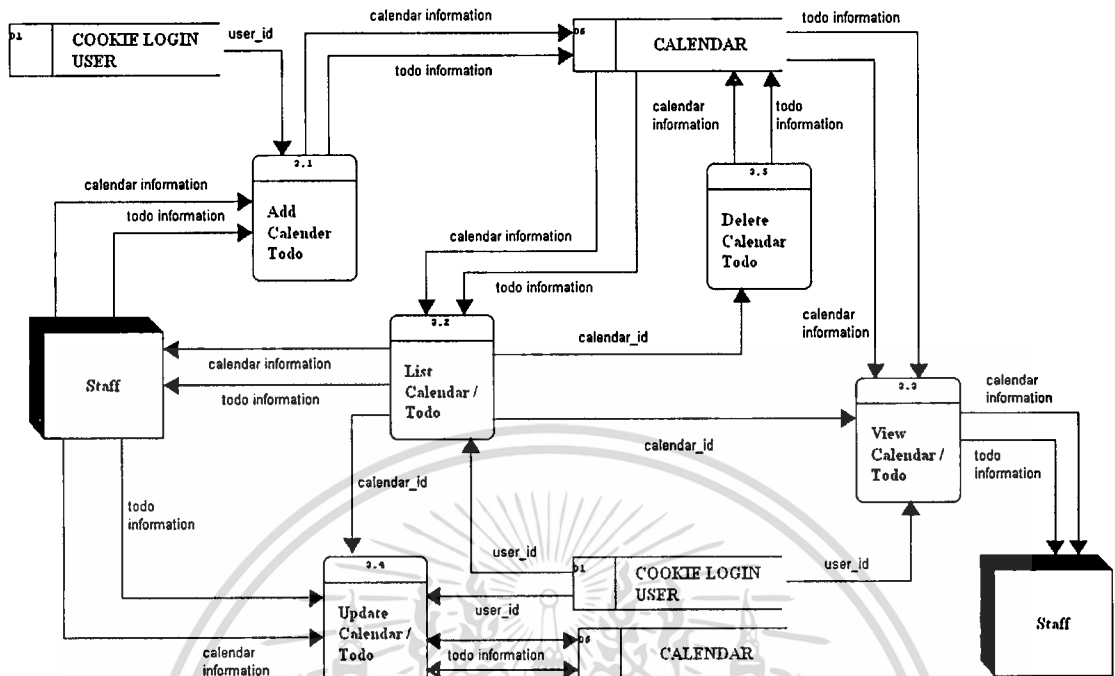 calendar information
todo information
D1
COOKIE LOGIN
USER
user_id
D6
CALENDAR
todo information
calendar
information
todo
information
3.1
Add
Calender
Todo
calendar information
todo information
3.5
Delete
Calendar
Todo
calendar information
todo information
calendar
information
3.2
List
Calendar /
Todo
calendar_id
Staff
calendar information
todo information
3.3
View
Calendar /
Todo
calendar
information
todo
information
calendar_id
calendar_id
todo
information
user_id
D1
COOKIE LOGIN
USER
user_id
user_id
3.4
Update
Calendar /
Todo
todo information
D6
CALENDAR
calendar
information
Staff